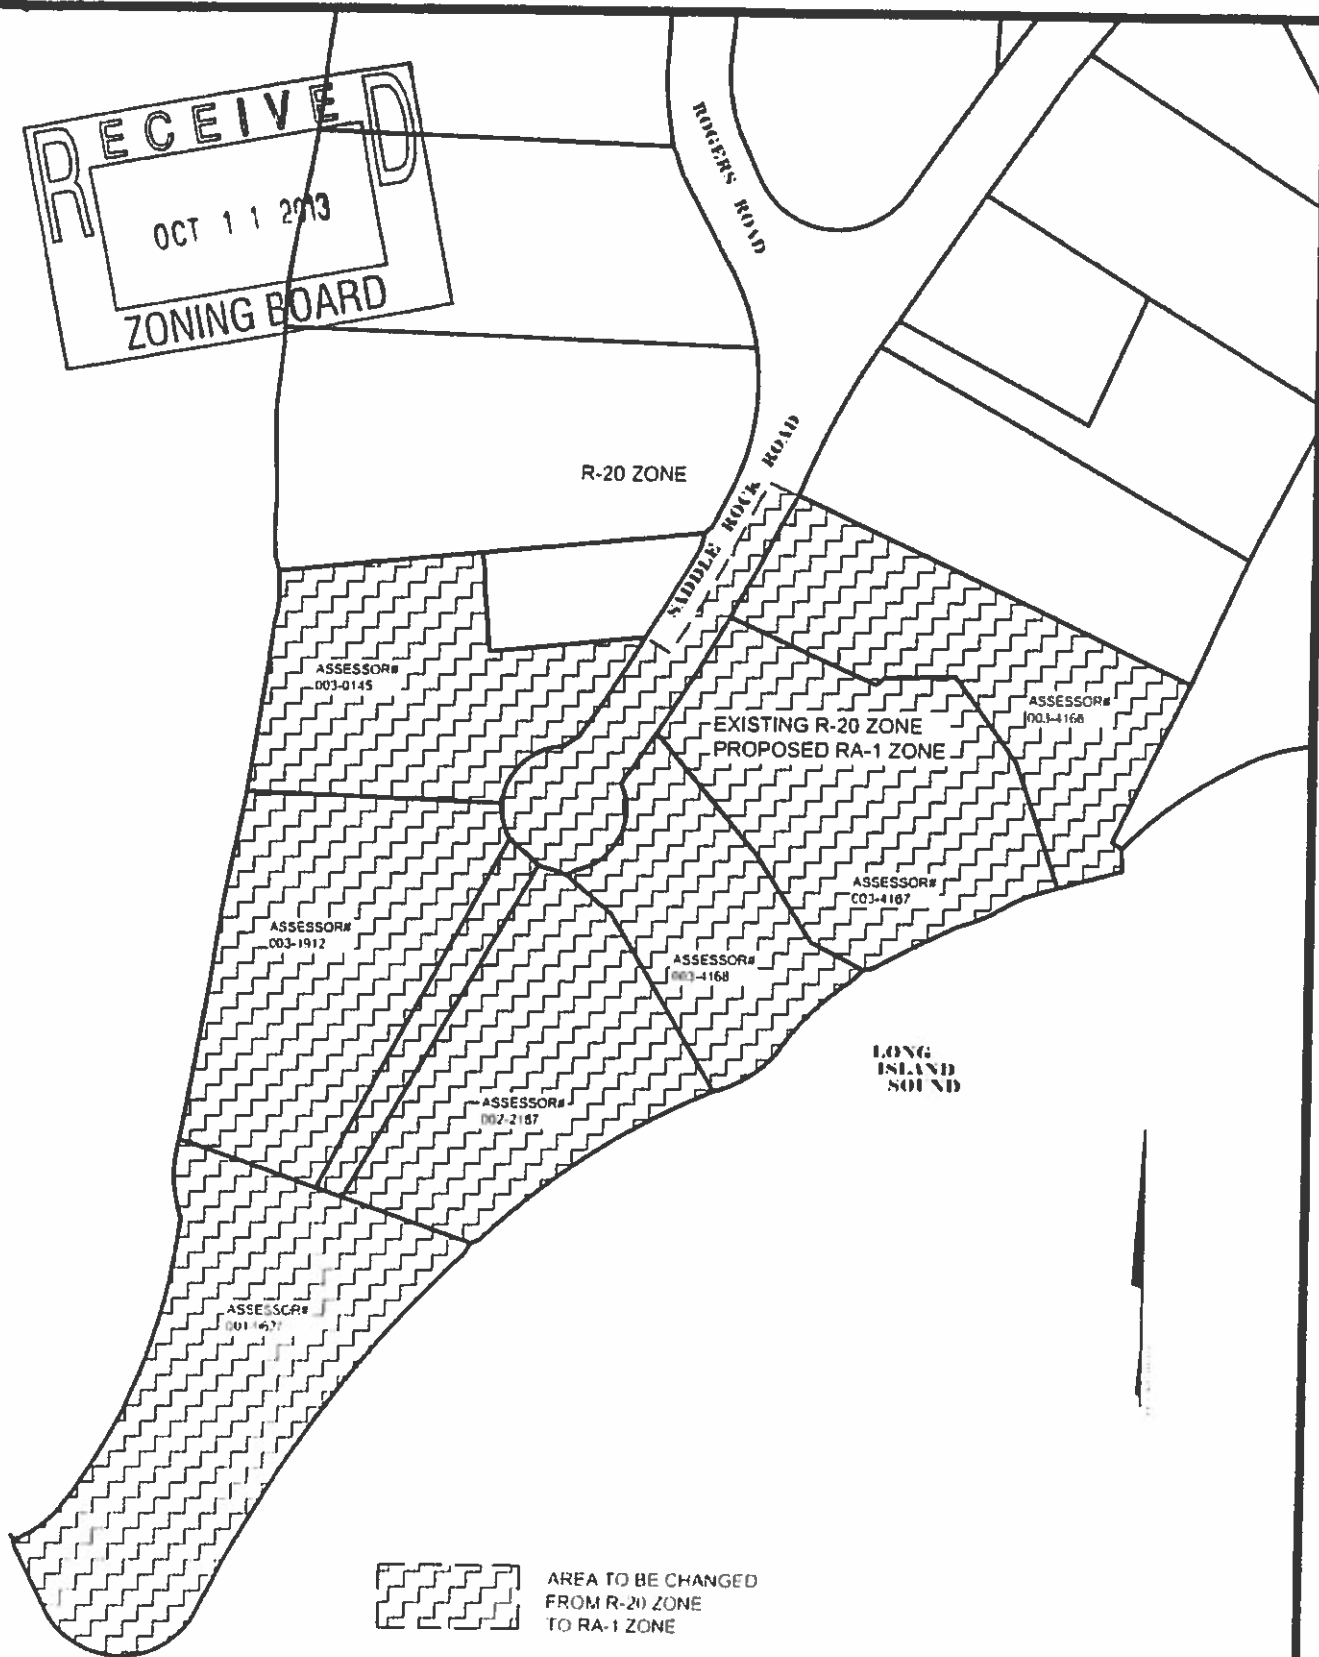 RECEIVED
OCT 11 2013
ZONING BOARD
ROGERS ROAD
R-20 ZONE
SADDLE ROCK ROAD
ASSESSOR#
003-0145
EXISTING R-20 ZONE
PROPOSED RA-1 ZONE
ASSESSOR#
003-4166
ASSESSOR#
003-4167
ASSESSOR#
003-1912
ASSESSOR#
003-4168
LONG
ISLAND
SOUND
ASSESSOR#
002-2187
ASSESSOR#
AREA TO BE CHANGED
FROM R-20 ZONE
TO RA-1 ZONE